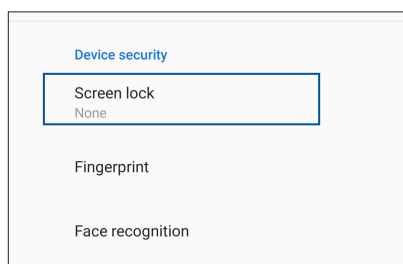 Device security
Screen lock
None
Fingerprint
Face recognition